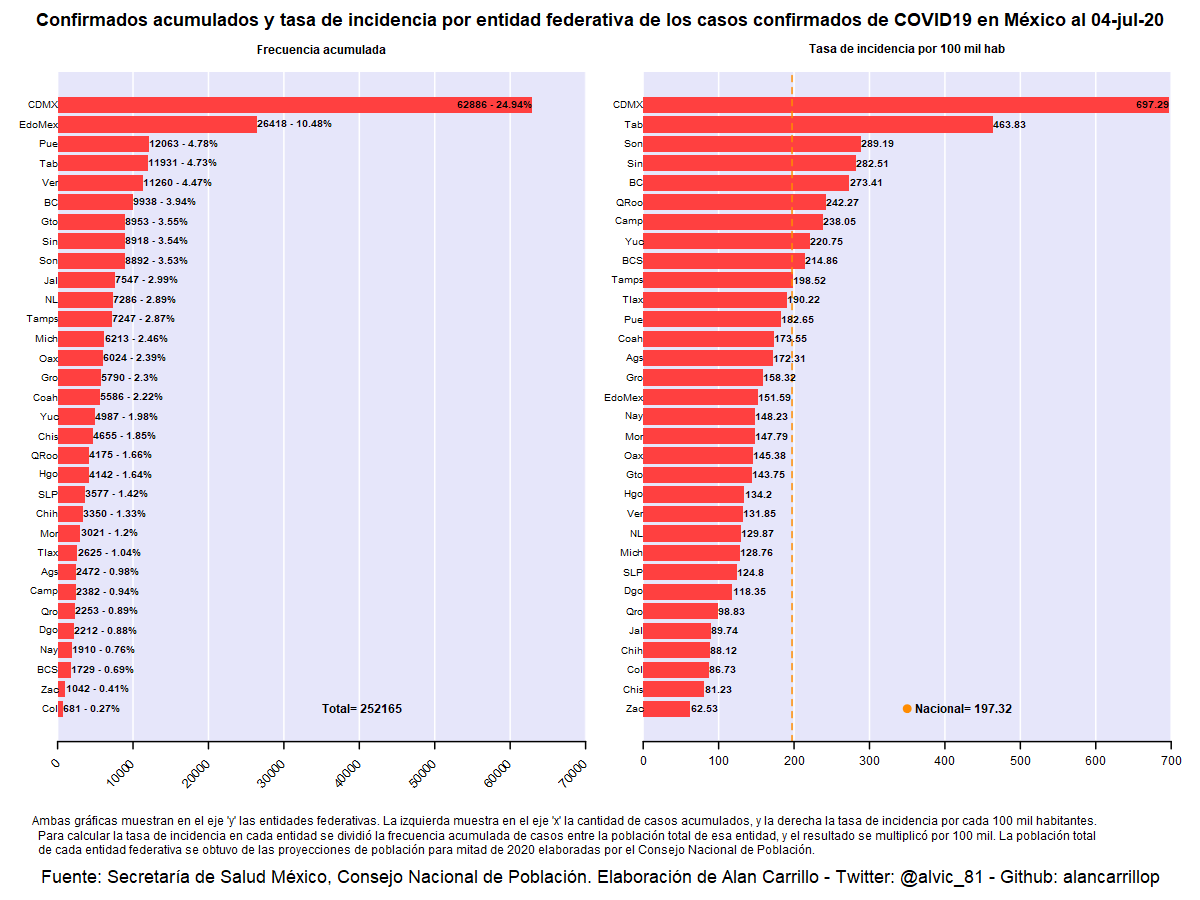 Confirmados acumulados y tasa de incidencia por entidad federativa de los casos confirmados de COVID19 en México al 04-jul-20
Frecuencia acumulada
CDMX 62886 - 24.94%
EdoMex 26418 - 10.48%
Pue 12063 - 4.78%
Tab 11931 - 4.73%
Ver 11260 - 4.47%
BC 9938 - 3.94%
Gto 8953 - 3.55%
Sin 8918 - 3.54%
Son 8892 - 3.53%
Jal 7547 - 2.99%
NL 7286 - 2.89%
Tamps 7247 - 2.87%
Mich 6213 - 2.46%
Oax 6024 - 2.39%
Gro 5790 - 2.3%
Coah 5586 - 2.22%
Yuc 4987 - 1.98%
Chis 4655 - 1.85%
QRoo 4175 - 1.66%
Hgo 4142 - 1.64%
SLP 3577 - 1.42%
Chih 3350 - 1.33%
Mor 3021 - 1.2%
Tlax 2625 - 1.04%
Ags 2472 - 0.98%
Camp 2382 - 0.94%
Qro 2253 - 0.89%
Dgo 2212 - 0.88%
Nay 1910 - 0.76%
BCS 1729 - 0.69%
Zac 1042 - 0.41%
Col 681 - 0.27% Total= 252165
0 10000 20000 30000 40000 50000 60000 70000
Tasa de incidencia por 100 mil hab
CDMX 697.29
Tab 463.83
Son 289.19
Sin 282.51
BC 273.41
QRoo 242.27
Camp 238.05
Yuc 220.75
BCS 214.86
Tamps 198.52
Tlax 190.22
Pue 182.65
Coah 173.55
Ags 172.31
Gro 158.32
EdoMex 151.59
Nay 148.23
Mor 147.79
Oax 145.38
Gto 143.75
Hgo 134.2
Ver 131.85
NL 129.87
Mich 128.76
SLP 124.8
Dgo 118.35
Qro 98.83
Jal 89.74
Chih 88.12
Col 86.73
Chis 81.23
Zac 62.53 Nacional= 197.32
0 100 200 300 400 500 600 700
Ambas gráficas muestran en el eje 'y' las entidades federativas. La izquierda muestra en el eje 'x' la cantidad de casos acumulados, y la derecha la tasa de incidencia por cada 100 mil habitantes.
Para calcular la tasa de incidencia en cada entidad se dividió la frecuencia acumulada de casos entre la población total de esa entidad, y el resultado se multiplicó por 100 mil. La población total
de cada entidad federativa se obtuvo de las proyecciones de población para mitad de 2020 elaboradas por el Consejo Nacional de Población.
Fuente: Secretaría de Salud México, Consejo Nacional de Población. Elaboración de Alan Carrillo - Twitter: @alvic_81 - Github: alancarrillop